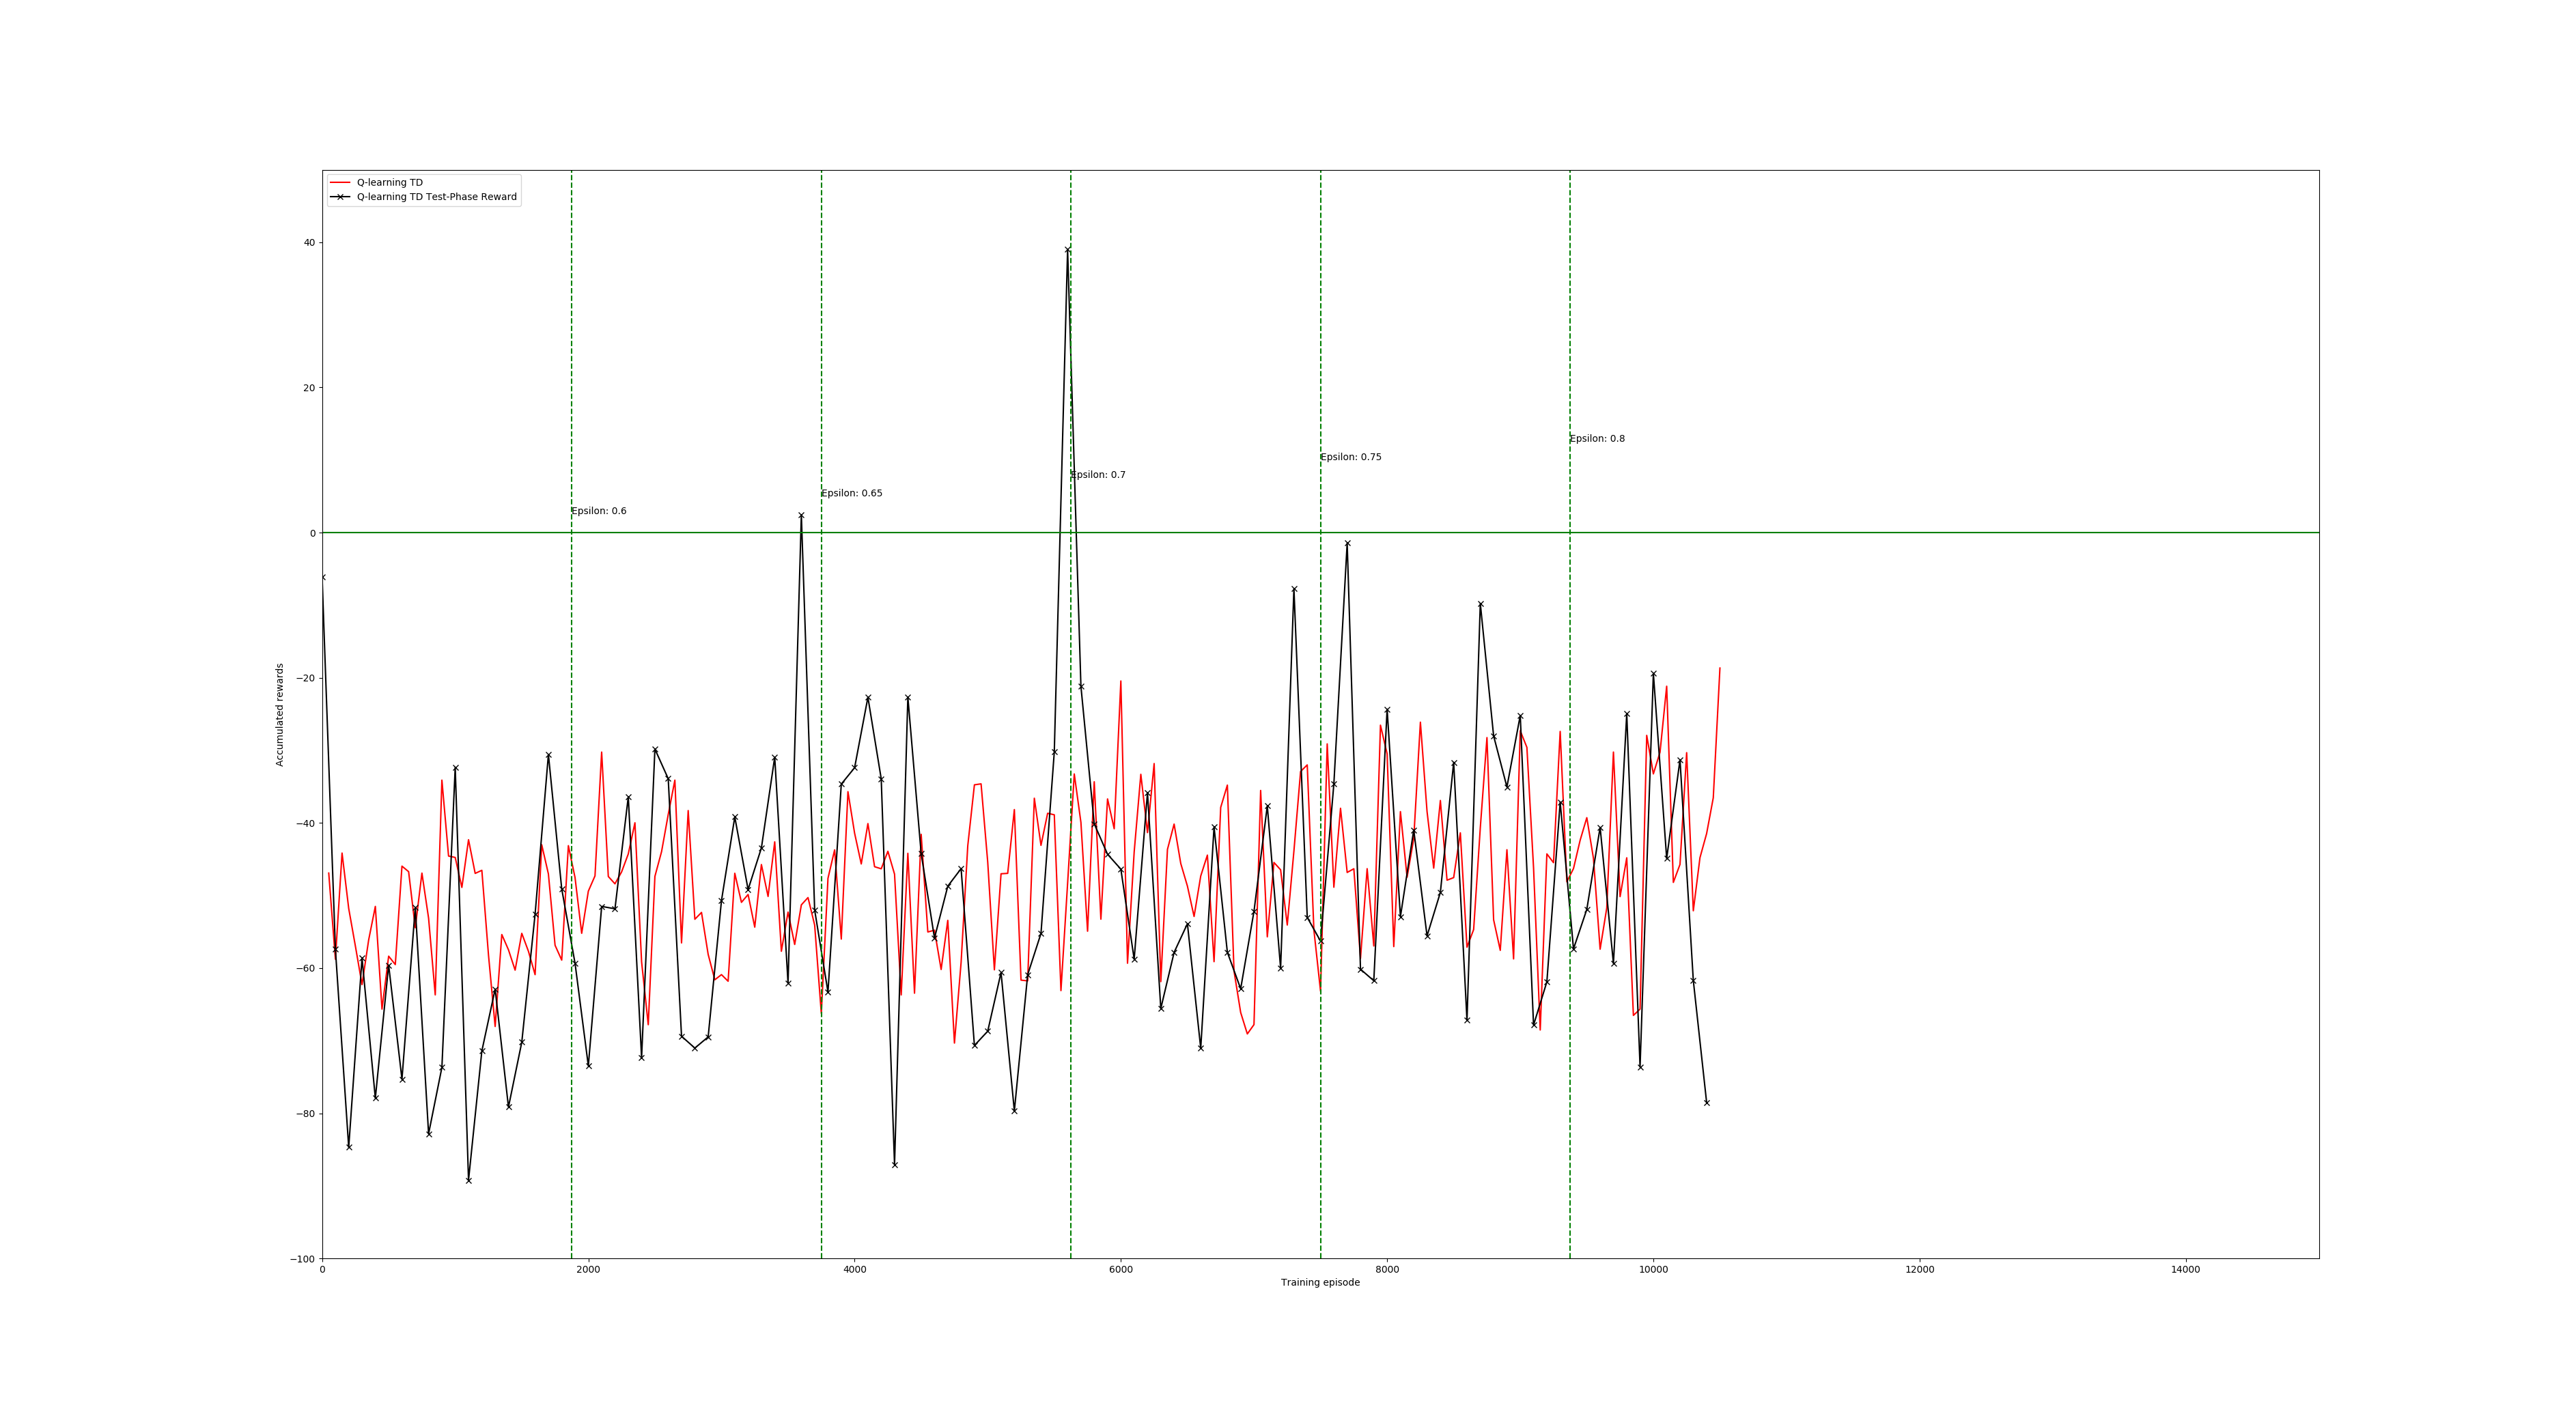 Q-learning TD
Q-learning TD Test-Phase Reward
40
20
0
−20
−40
−60
−80
−100
Accumulated rewards
Epsilon: 0.6
Epsilon: 0.65
Epsilon: 0.7
Epsilon: 0.75
Epsilon: 0.8
0
2000
4000
6000
8000
10000
12000
14000
Training episode